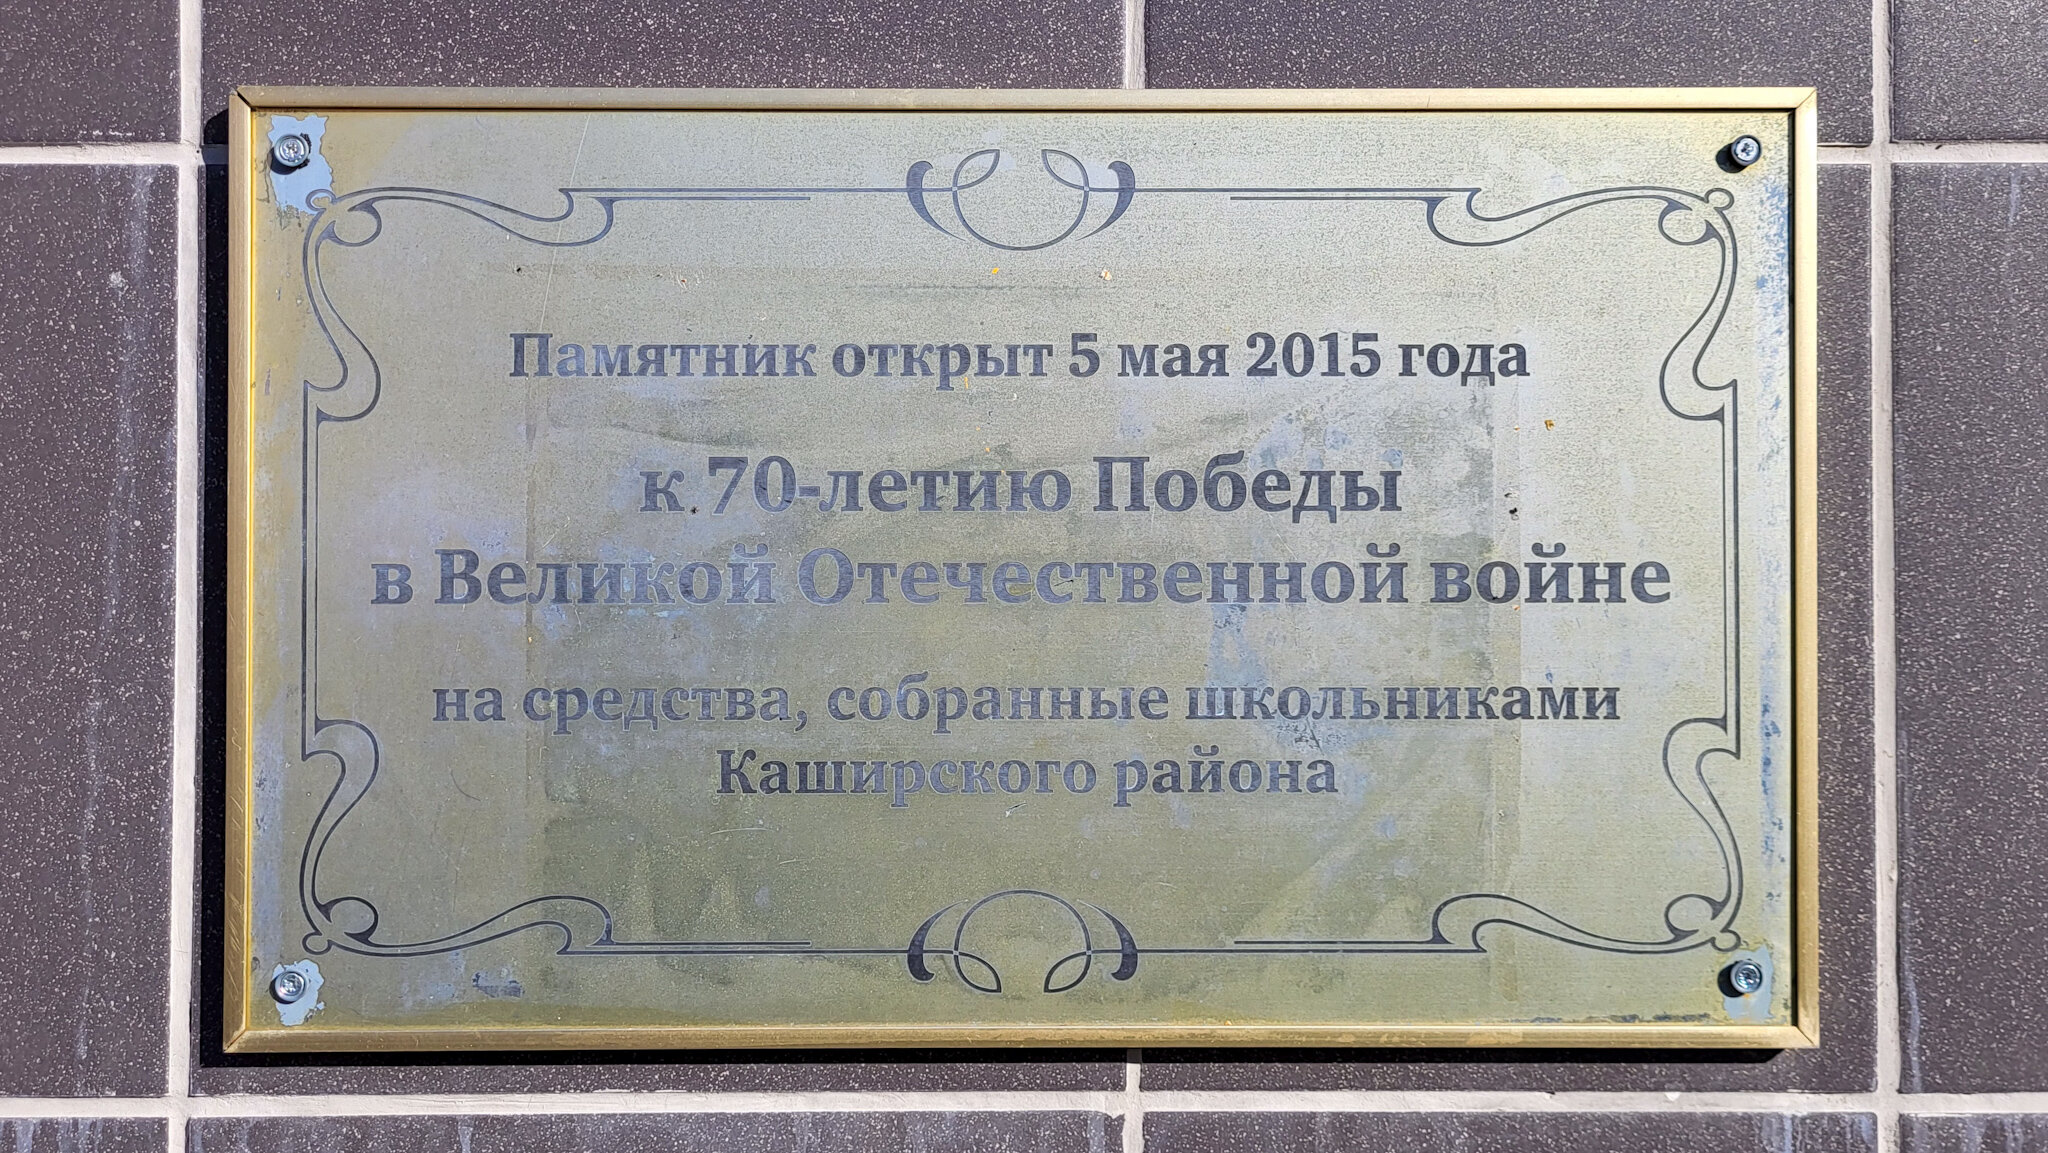 Памятник открыт 5 мая 2015 года
к 70-летию Победы
в Великой Отечественной войне
на средства, собранные школьниками
Каширского района